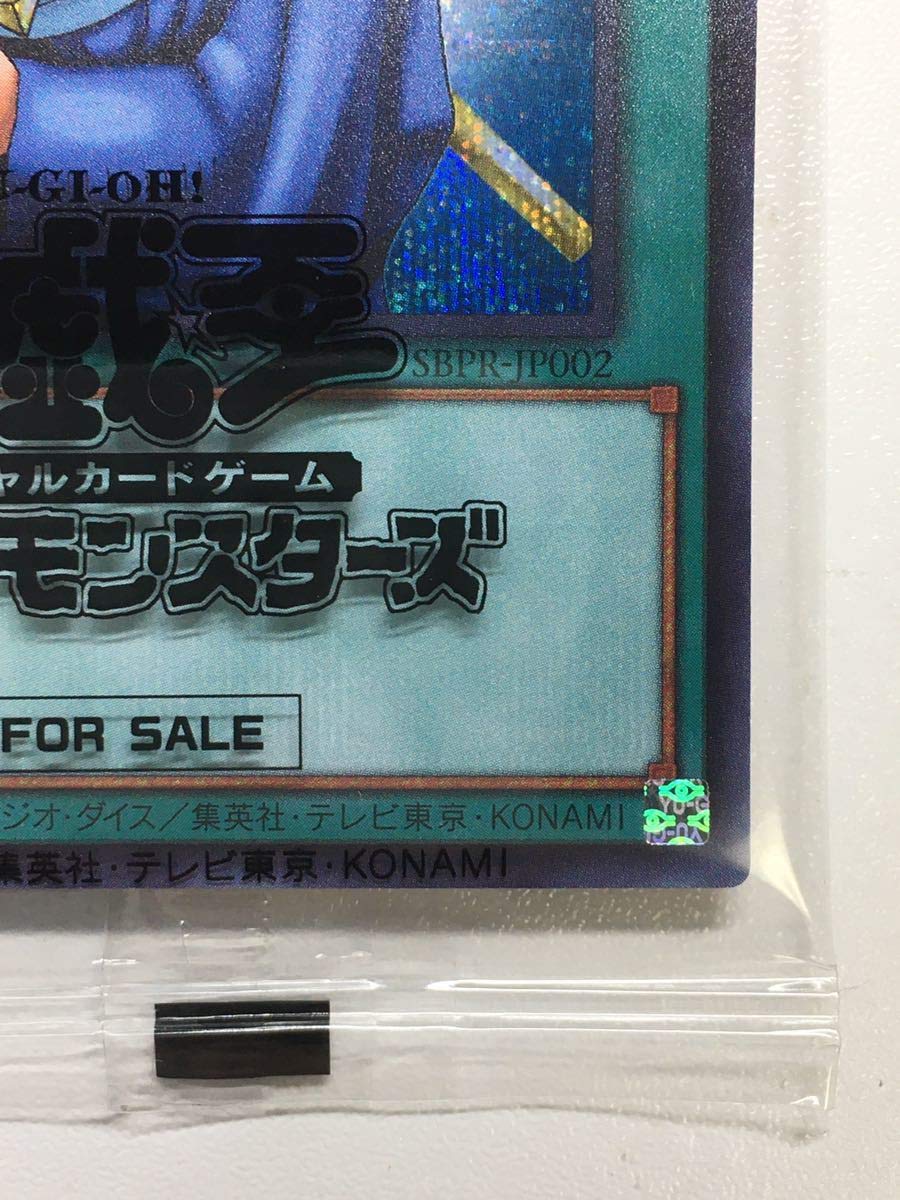 -GI-OH!
戯王
SBPR-JP002
ャルカードゲーム
モンスターズ
FOR SALE
ジオ・ダイス／集英社・テレビ東京・KONAMI
集英社・テレビ東京・KONAMI